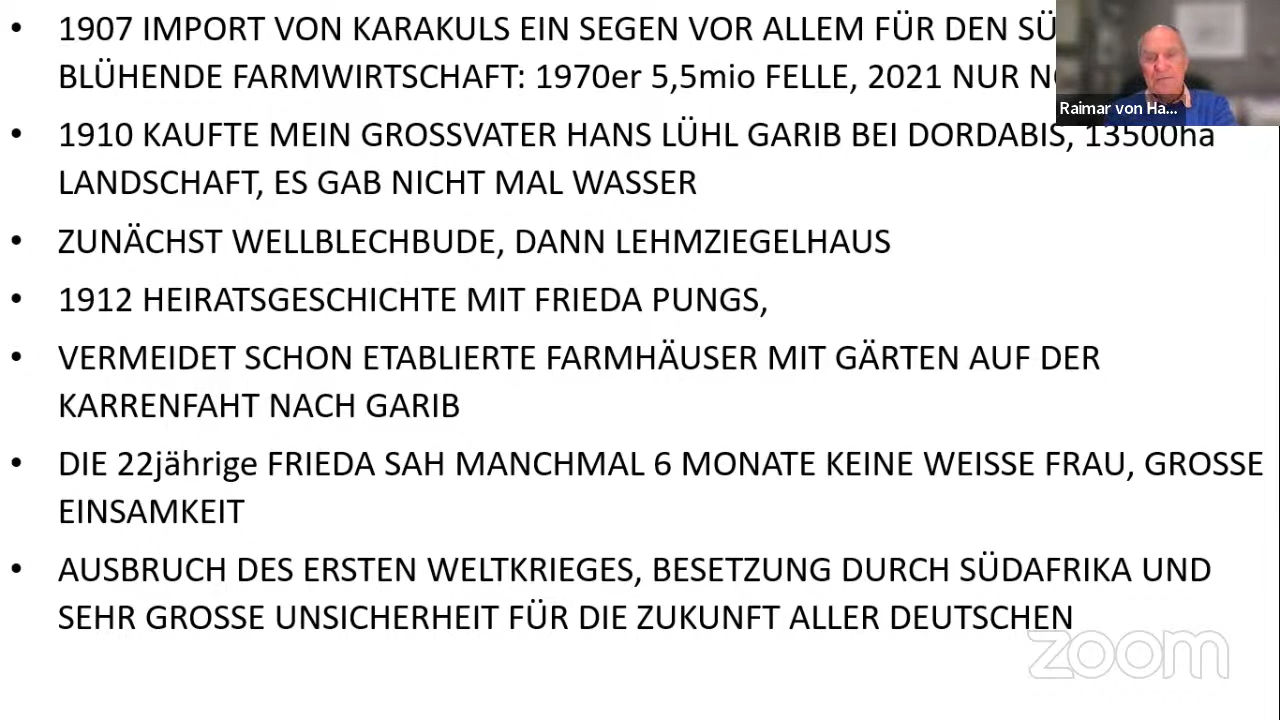 • 1907 IMPORT VON KARAKULS EIN SEGEN VOR ALLEM FÜR DEN
BLÜHENDE FARMWIRTSCHAFT: 1970er 5,5mio FELLE, 2021 NUR
Raimar von Ha...
• 1910 KAUFTE MEIN GROSSVATER HANS LÜHL GARIB BEI DORDABIS, 13500ha
LANDSCHAFT, ES GAB NICHT MAL WASSER
• ZUNÄCHST WELLBLECHBUDE, DANN LEHMZIEGELHAUS
• 1912 HEIRATSGESCHICHTE MIT FRIEDA PUNGS,
• VERMEIDET SCHON ETABLIERTE FARMHÄUSER MIT GÄRTEN AUF DER
KARRENFAHT NACH GARIB
• DIE 22jährige FRIEDA SAH MANCHMAL 6 MONATE KEINE WEISSE FRAU, GROSSE
EINSAMKEIT
• AUSBRUCH DES ERSTEN WELTKRIEGES, BESETZUNG DURCH SÜDAFRIKA UND
SEHR GROSSE UNSICHERHEIT FÜR DIE ZUKUNFT ALLER DEUTSCHEN
zoom